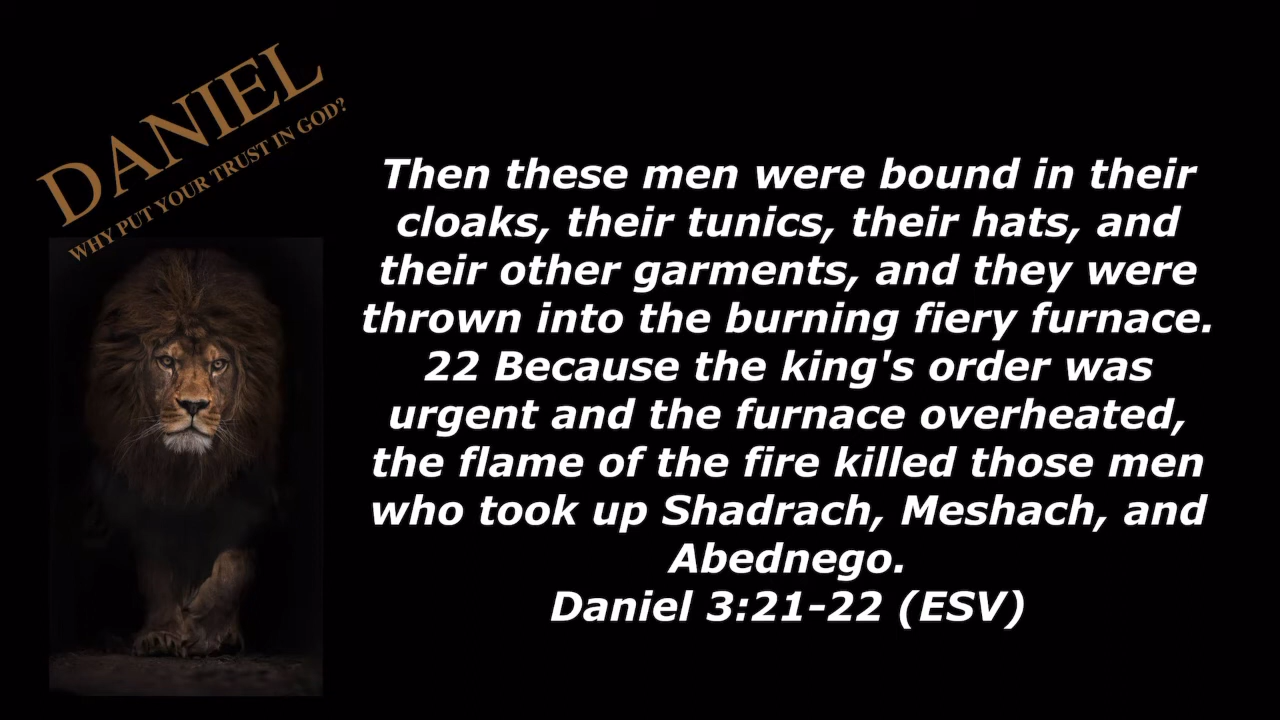 DANIEL
WHY PUT YOUR TRUST IN GOD?
Then these men were bound in their
cloaks, their tunics, their hats, and
their other garments, and they were
thrown into the burning fiery furnace.
22 Because the king's order was
urgent and the furnace overheated,
the flame of the fire killed those men
who took up Shadrach, Meshach, and
Abednego.
Daniel 3:21-22 (ESV)